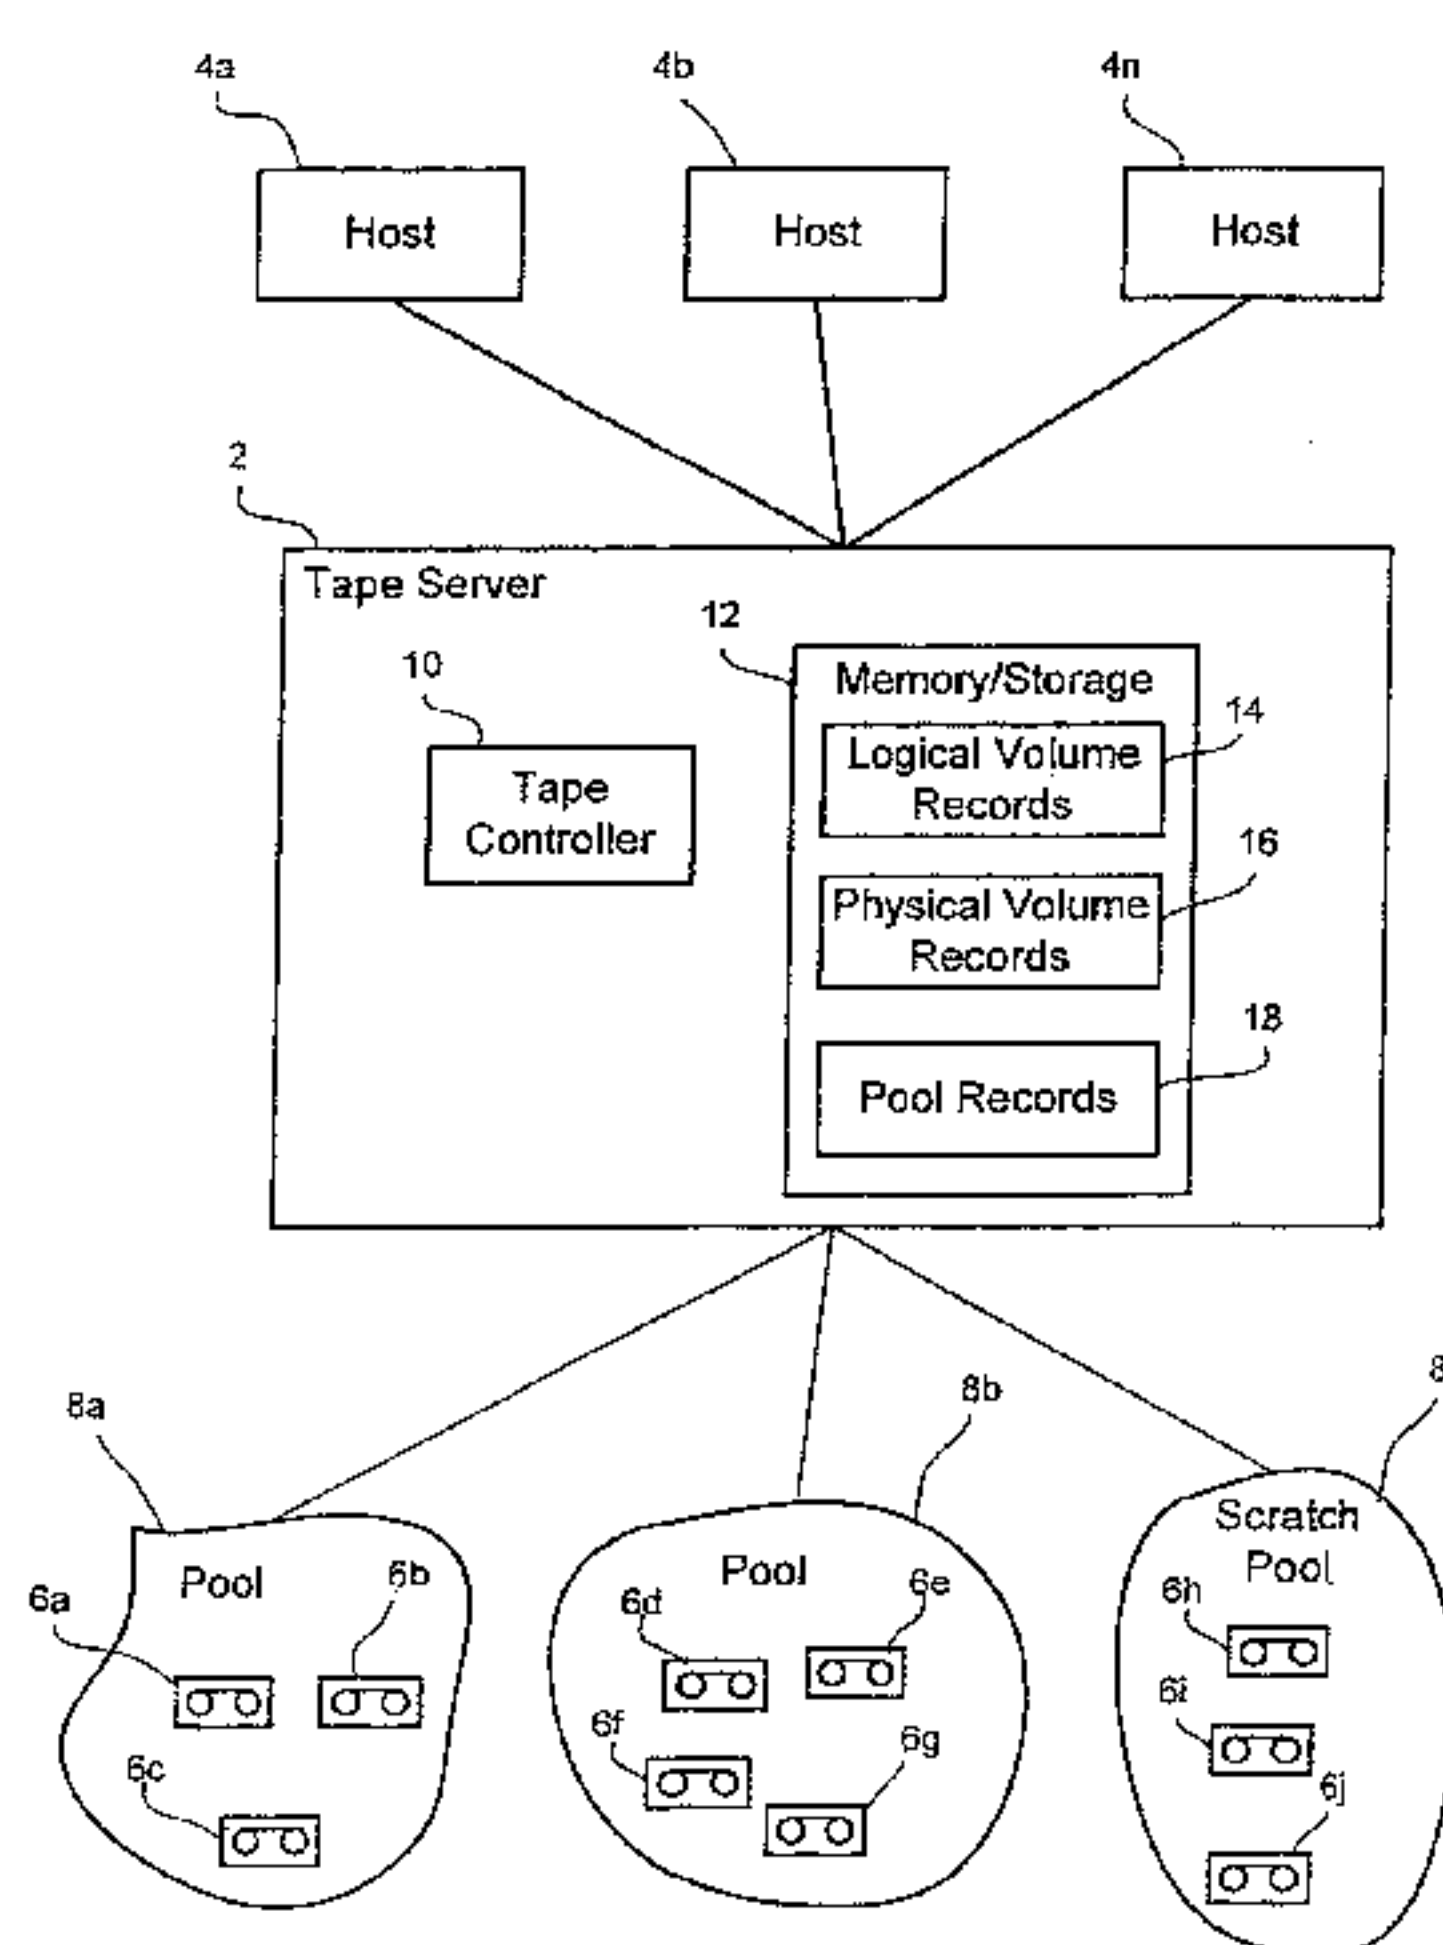 4a
4b
4n
Host
Host
Host
2
Tape Server
12
10
Memory/Storage
14
Tape
Controller
Logical Volume
Records
16
Physical Volume
Records
18
Pool Records
8a
8b
8
Pool
Pool
Scratch
Pool
6a
6b
6c
6d
6e
6f
6g
6h
6i
6j